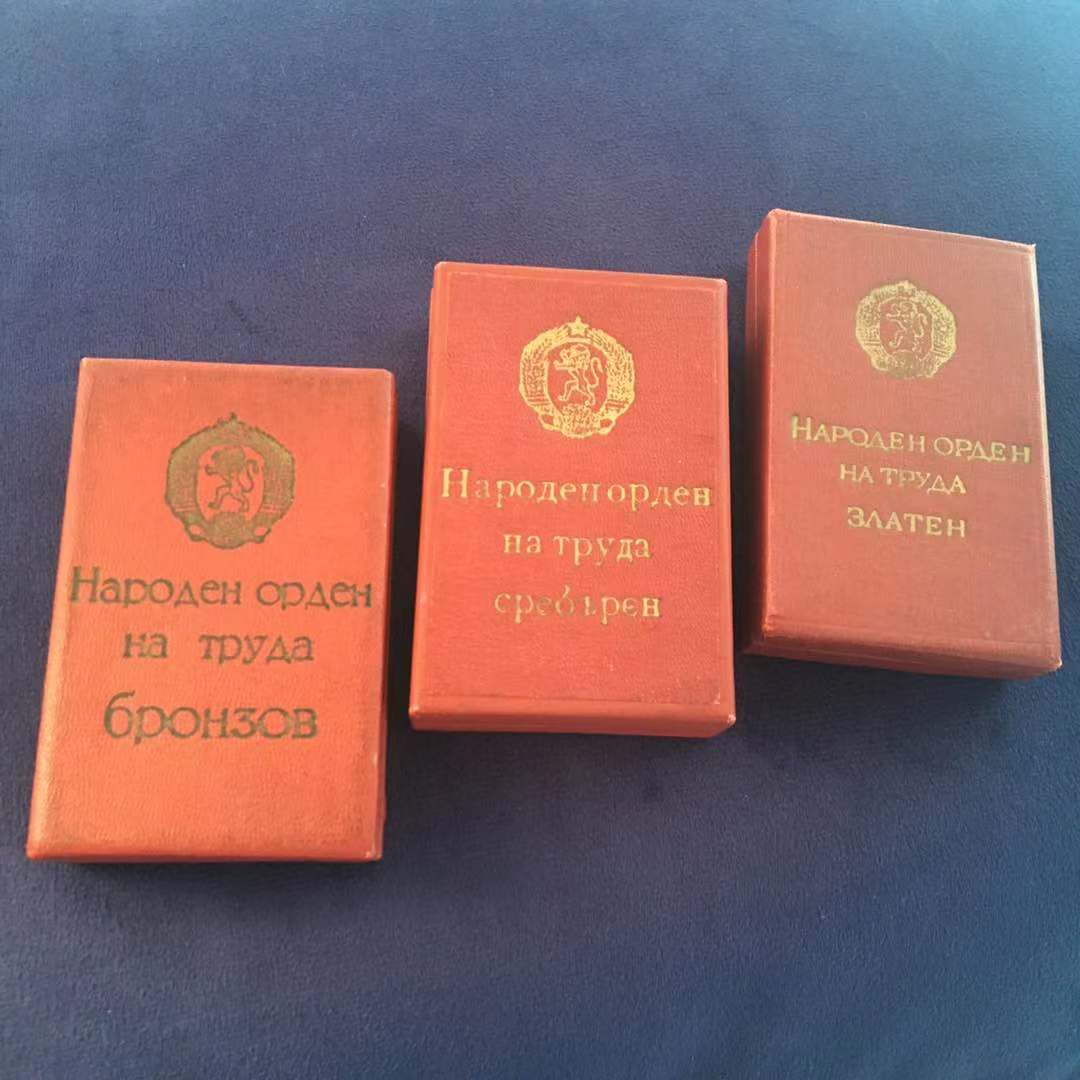 Народен орден
на труда
бронзов
Народен орден
на труда
сребърен
НАРОДЕН ОРДЕН
НА ТРУДА
ЗЛАТЕН